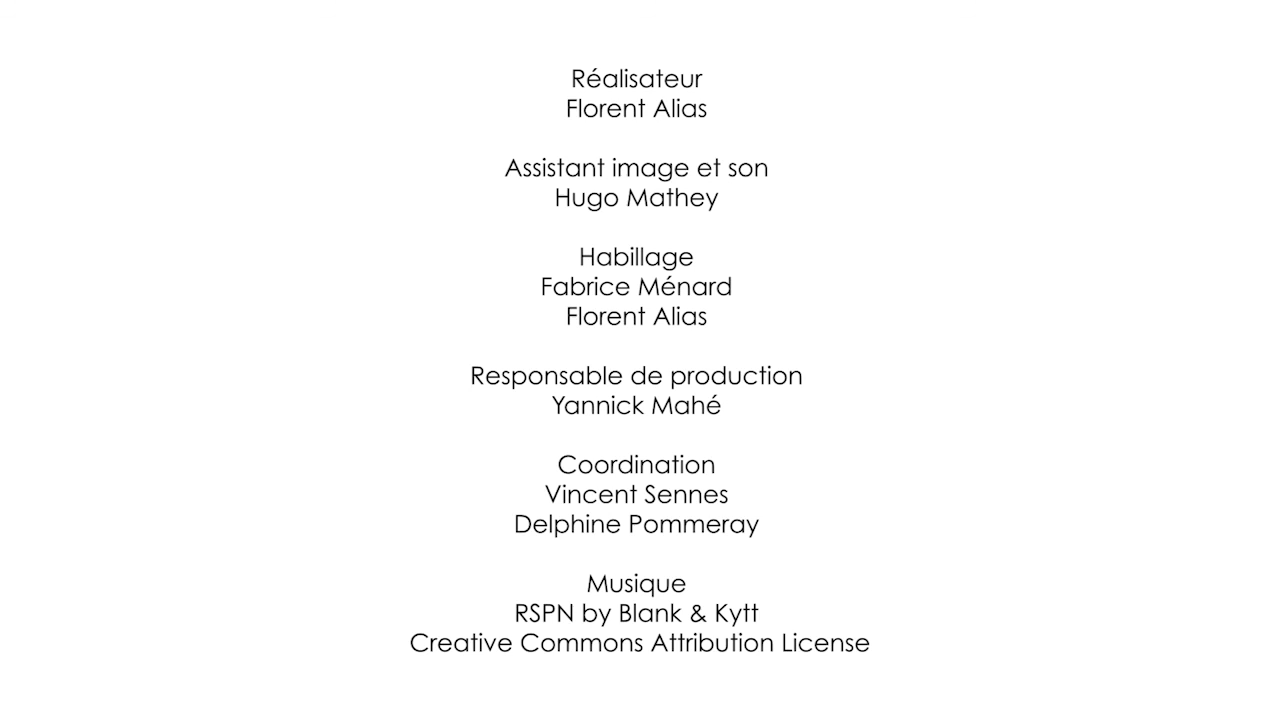 Réalisateur
Florent Alias
Assistant image et son
Hugo Mathey
Habillage
Fabrice Ménard
Florent Alias
Responsable de production
Yannick Mahé
Coordination
Vincent Sennes
Delphine Pommeray
Musique
RSPN by Blank & Kytt
Creative Commons Attribution License